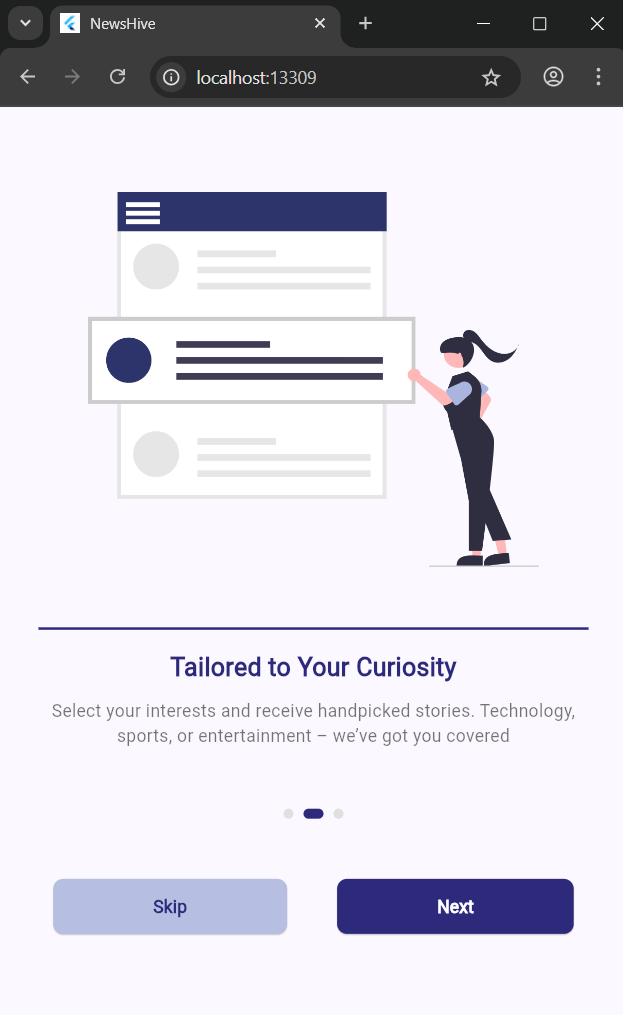 NewsHive
localhost:13309
Tailored to Your Curiosity
Select your interests and receive handpicked stories. Technology,
sports, or entertainment – we’ve got you covered
Skip
Next